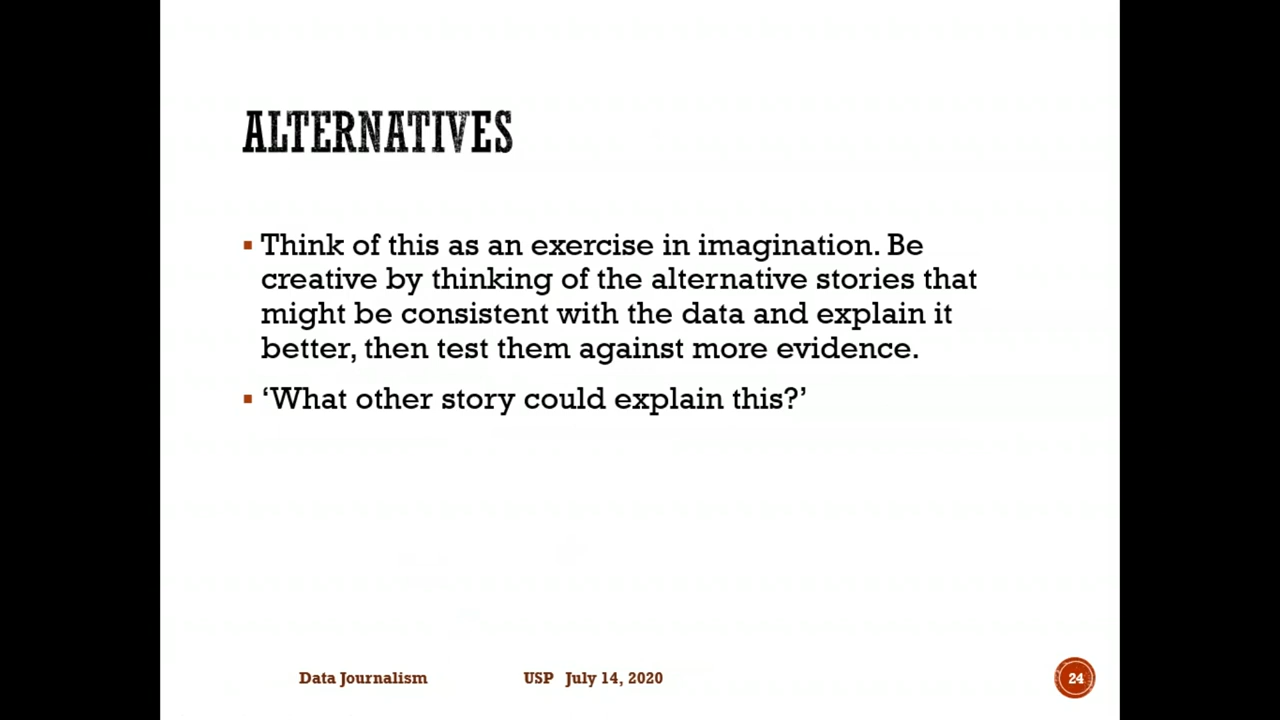 ALTERNATIVES
▪ Think of this as an exercise in imagination. Be
creative by thinking of the alternative stories that
might be consistent with the data and explain it
better, then test them against more evidence.
▪ ‘What other story could explain this?’
Data Journalism USP July 14, 2020 24